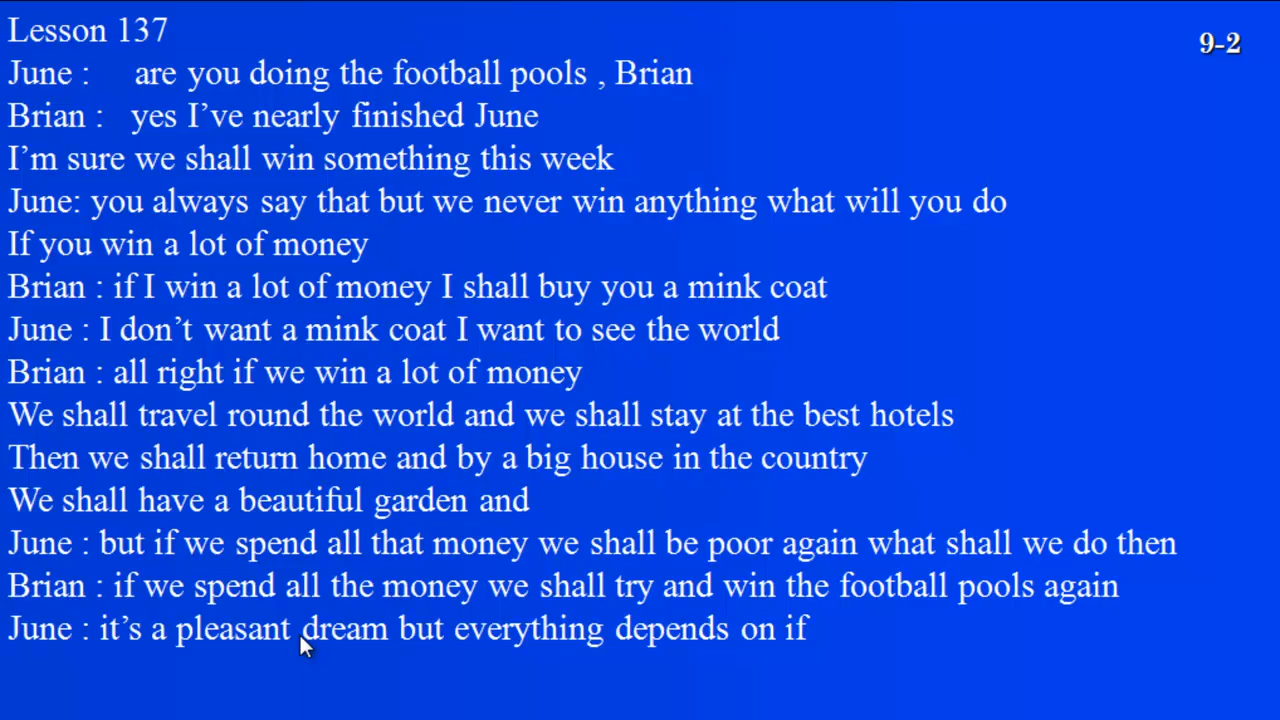 Lesson 137
9-2
June :     are you doing the football pools , Brian
Brian :   yes I’ve nearly finished June
I’m sure we shall win something this week
June: you always say that but we never win anything what will you do
If you win a lot of money
Brian : if I win a lot of money I shall buy you a mink coat
June : I don’t want a mink coat I want to see the world
Brian : all right if we win a lot of money
We shall travel round the world and we shall stay at the best hotels
Then we shall return home and by a big house in the country
We shall have a beautiful garden and
June : but if we spend all that money we shall be poor again what shall we do then
Brian : if we spend all the money we shall try and win the football pools again
June : it’s a pleasant dream but everything depends on if